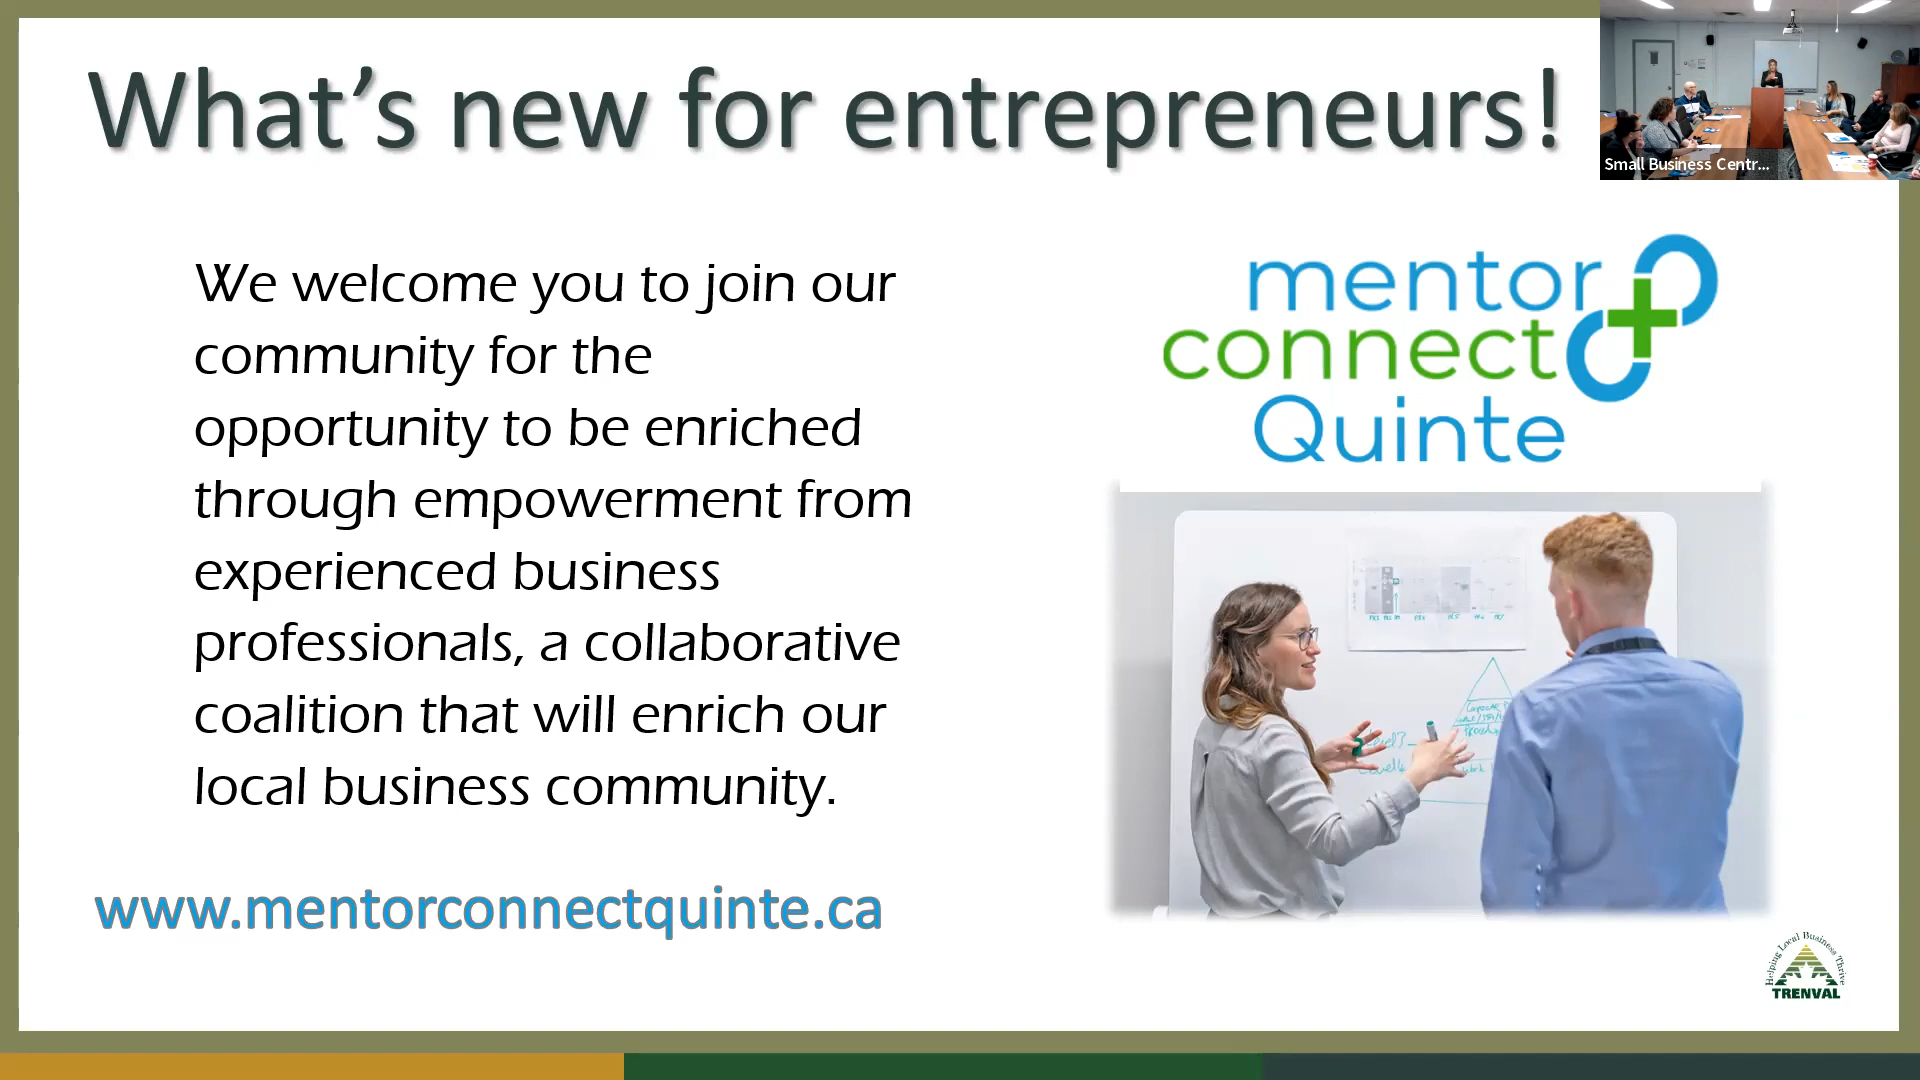 What's new for entrepreneurs!
Small Business Centr...
We welcome you to join our
community for the
opportunity to be enriched
through empowerment from
experienced business
professionals, a collaborative
coalition that will enrich our
local business community.
www.mentorconnectquinte.ca
mentor
connect
Quinte
Helping Local Business Thrive
TRENVAL